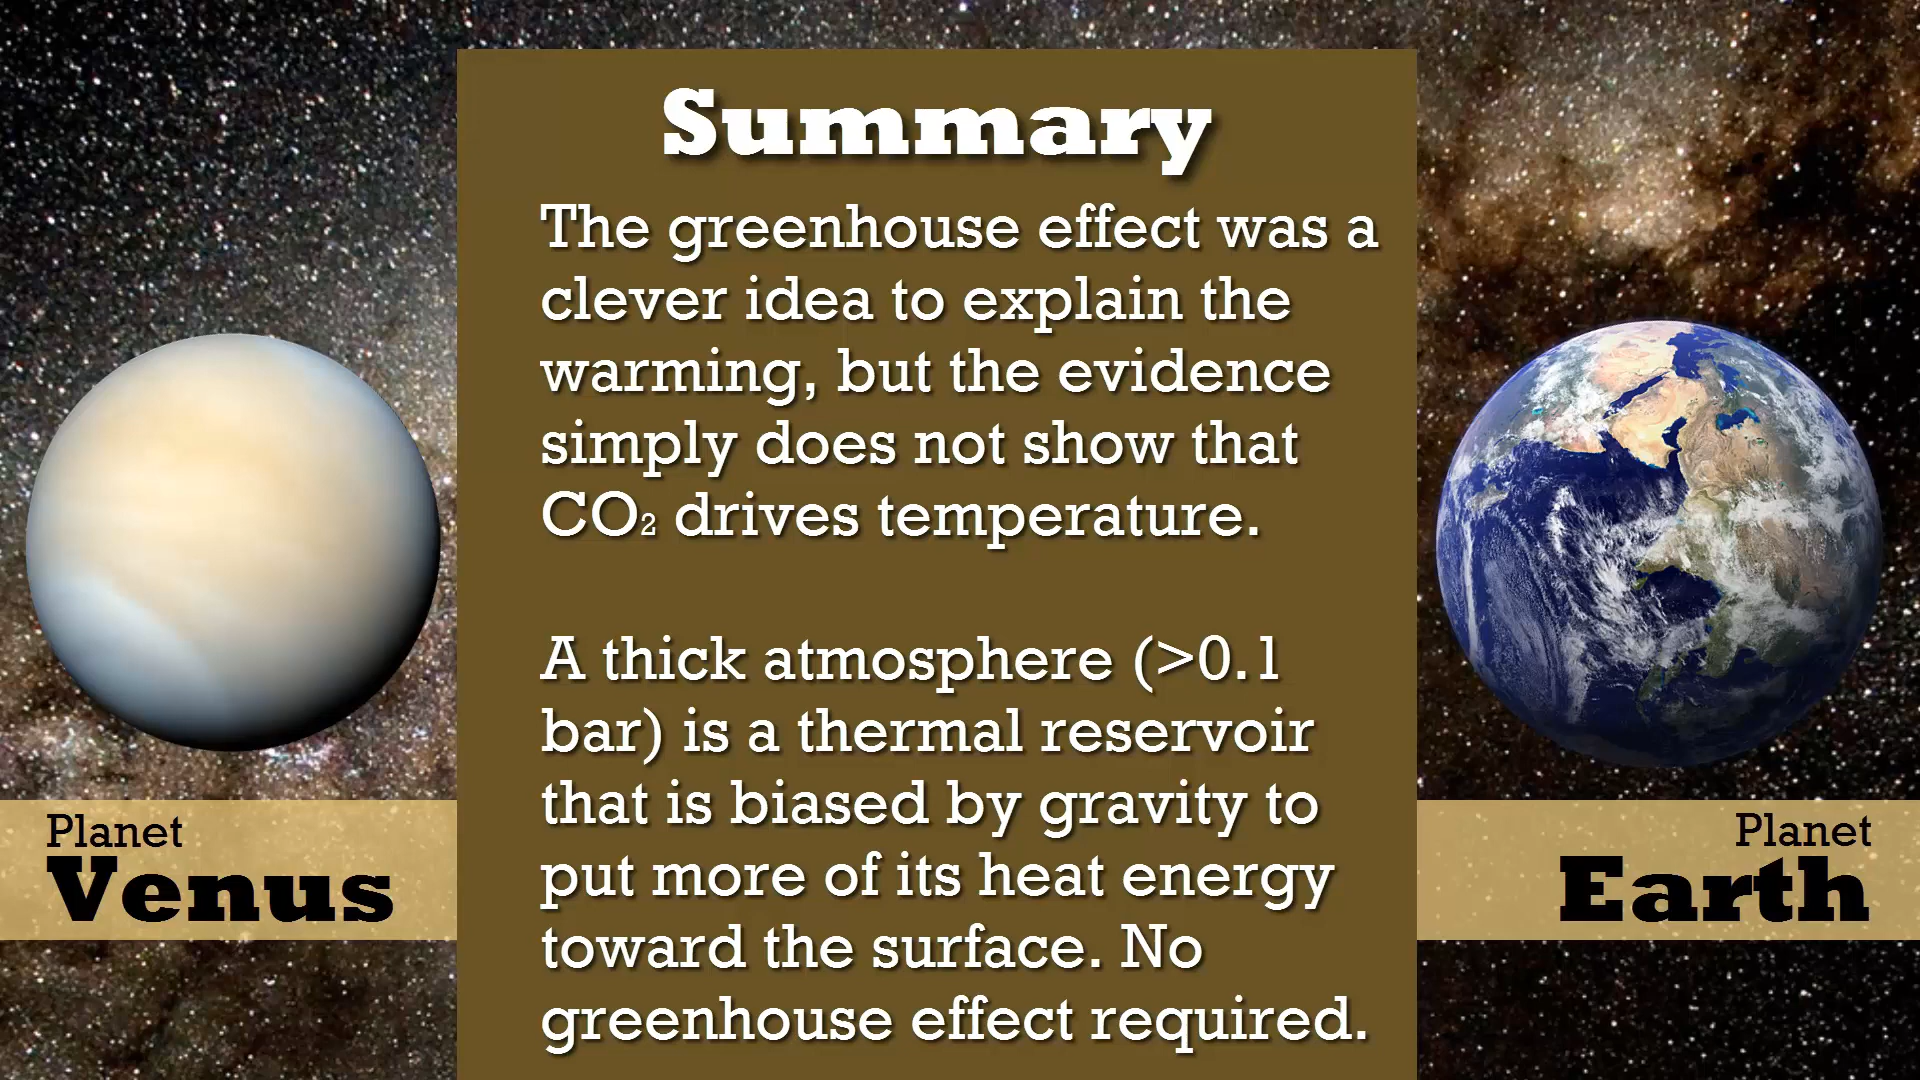 Summary
The greenhouse effect was a
clever idea to explain the
warming, but the evidence
simply does not show that
CO₂ drives temperature.
A thick atmosphere (>0.1
bar) is a thermal reservoir
that is biased by gravity to
put more of its heat energy
toward the surface. No
greenhouse effect required.
Planet
Venus
Planet
Earth